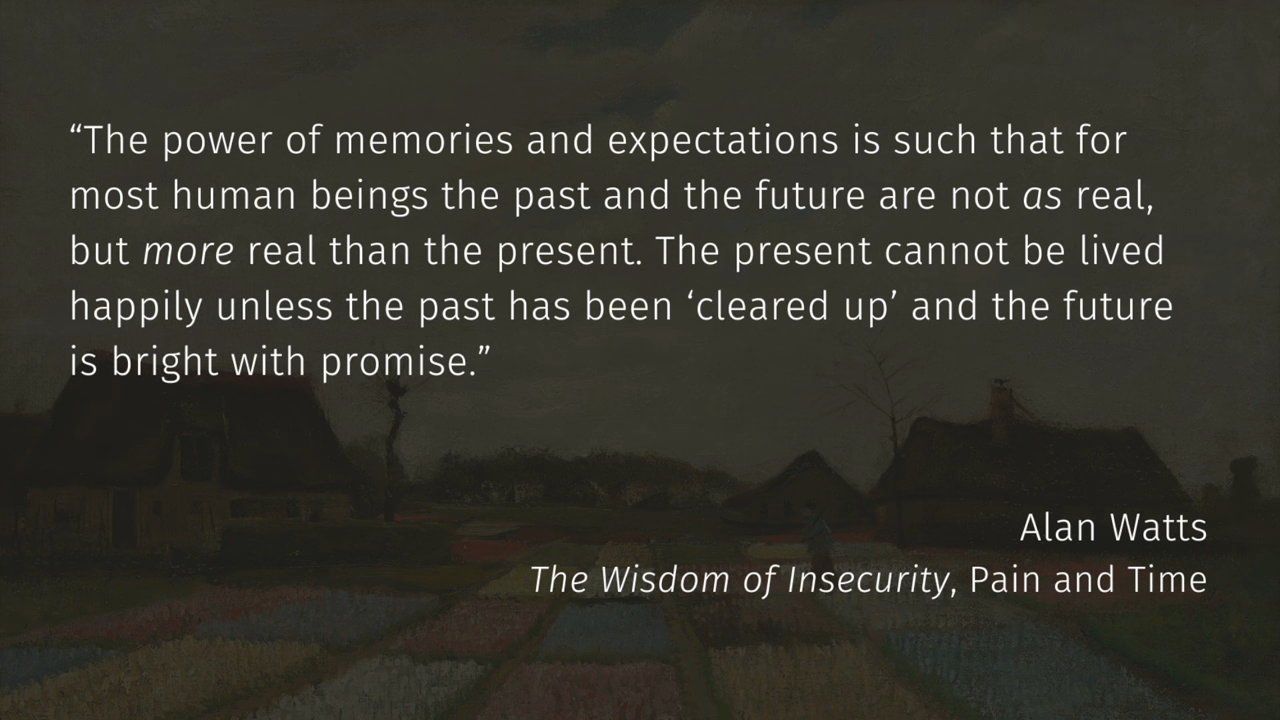 “The power of memories and expectations is such that for
most human beings the past and the future are not as real,
but more real than the present. The present cannot be lived
happily unless the past has been ‘cleared up’ and the future
is bright with promise.”
Alan Watts
The Wisdom of Insecurity, Pain and Time